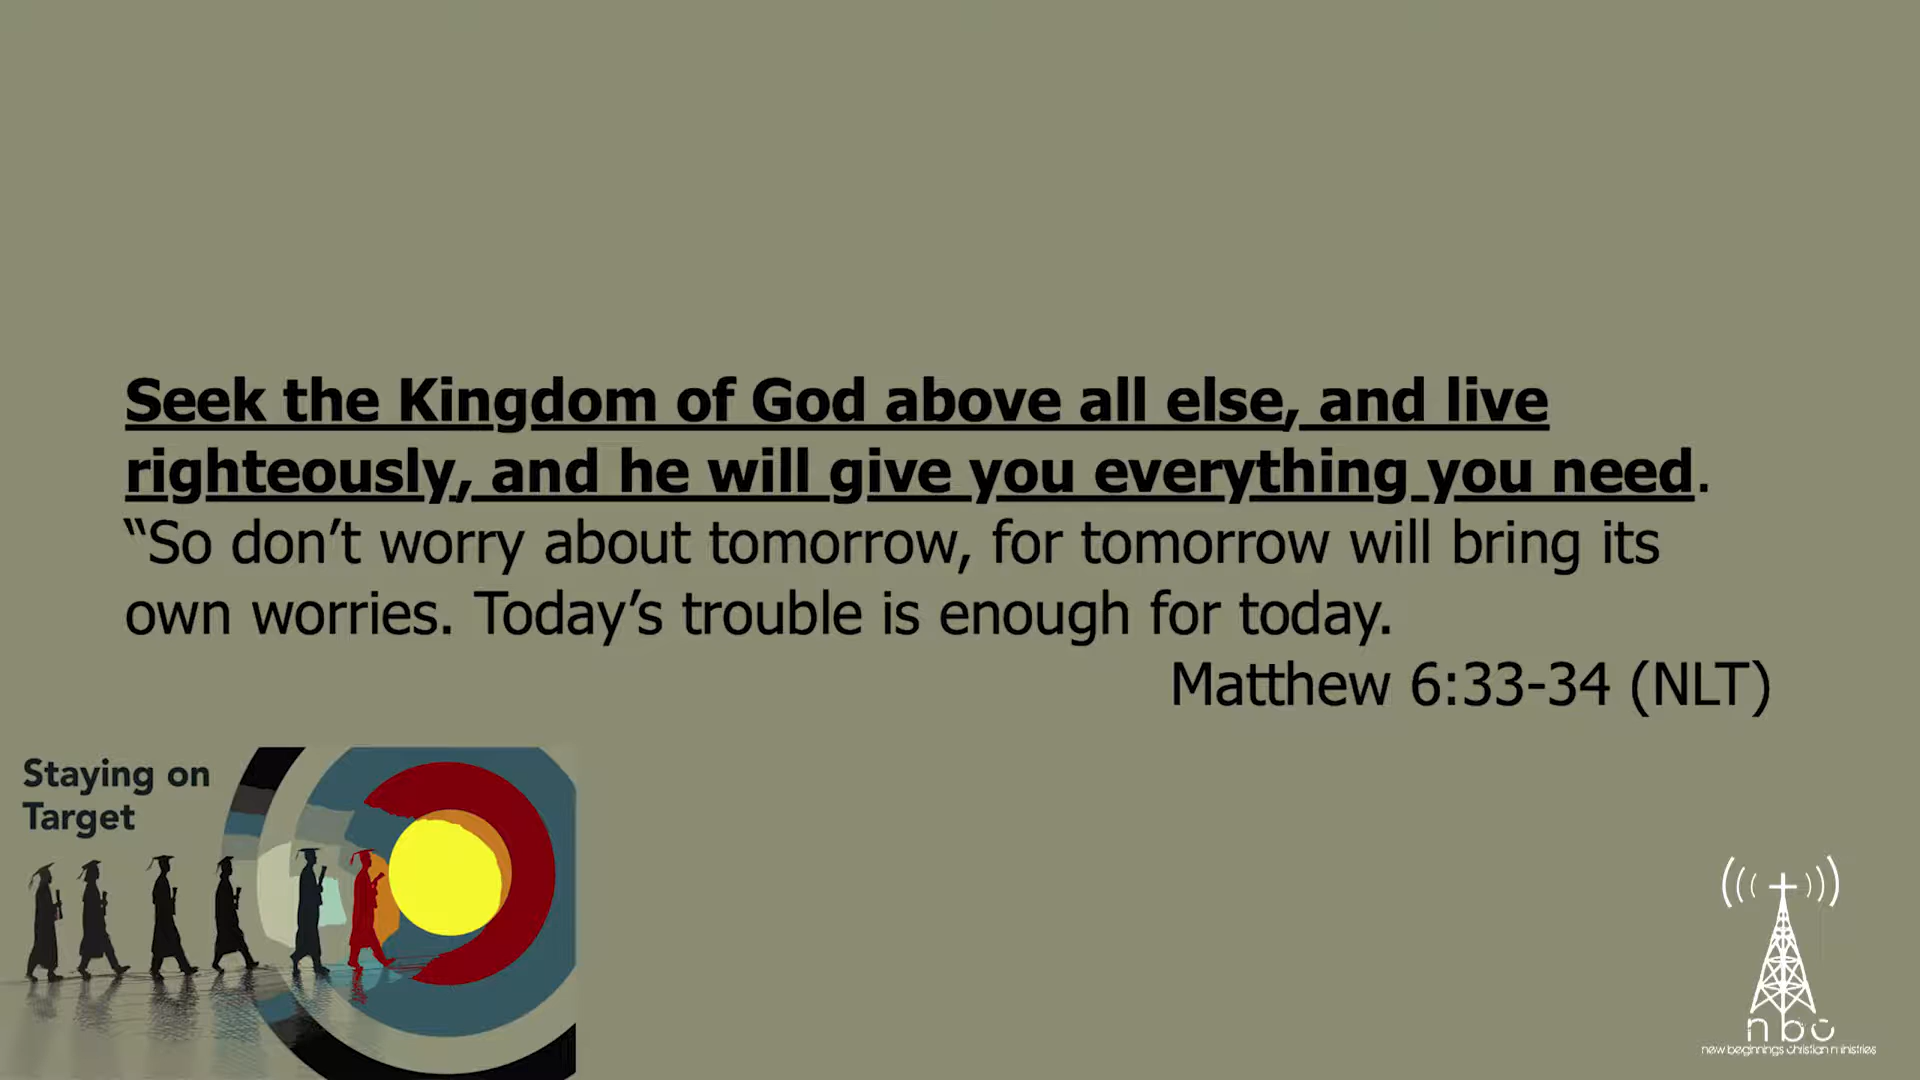 Seek the Kingdom of God above all else, and live
righteously, and he will give you everything you need.
“So don’t worry about tomorrow, for tomorrow will bring its
own worries. Today’s trouble is enough for today.
Matthew 6:33-34 (NLT)
Staying on
Target
nbc
new beginnings christian ministries